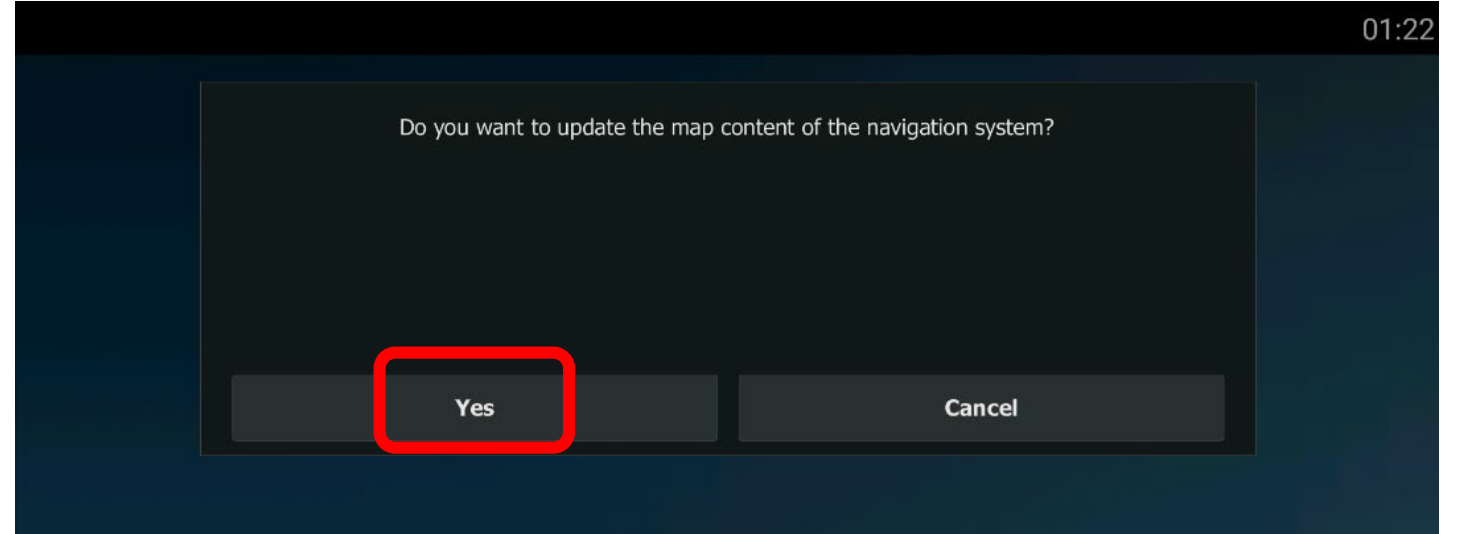 01:22
Do you want to update the map content of the navigation system?
Yes
Cancel